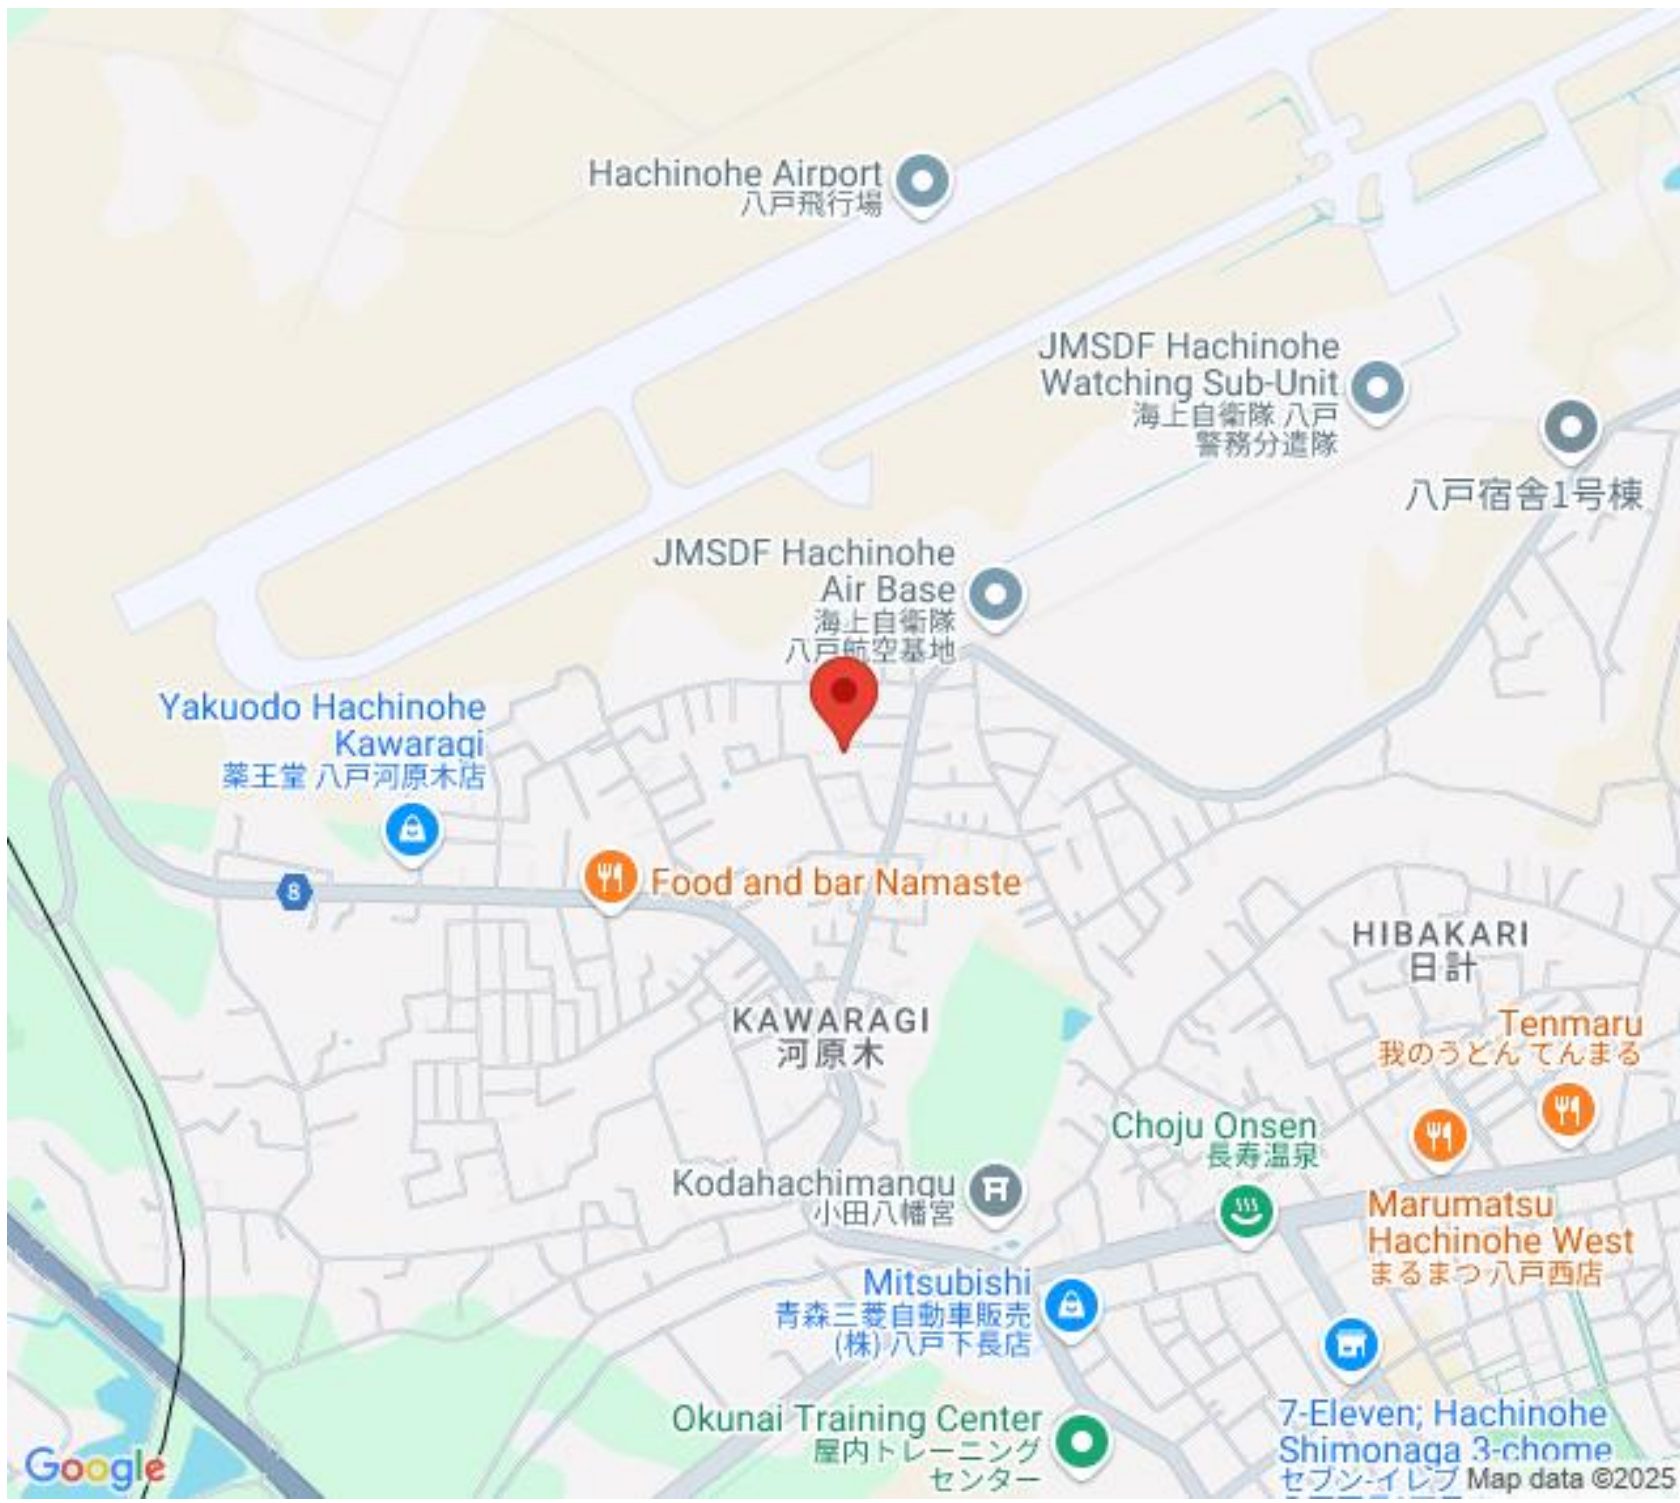 Hachinohe Airport
八戸飛行場
JMSDF Hachinohe
Watching Sub-Unit
海上自衛隊 八戸
警務分遣隊
八戸宿舎1号棟
JMSDF Hachinohe
Air Base
海上自衛隊
八戸航空基地
Yakuodo Hachinohe
Kawaragi
薬王堂 八戸河原木店
8
Food and bar Namaste
HIBAKARI
日計
KAWARAGI
河原木
Tenmaru
我のうどん てんまる
Choju Onsen
長寿温泉
Kodahachimangu
小田八幡宮
Marumatsu
Hachinohe West
まるまつ 八戸西店
Mitsubishi
青森三菱自動車販売
(株) 八戸下長店
Okunai Training Center
屋内トレーニング
センター
7-Eleven; Hachinohe
Shimonaga 3-chome
セブン-イレブ
Google
Map data ©2025